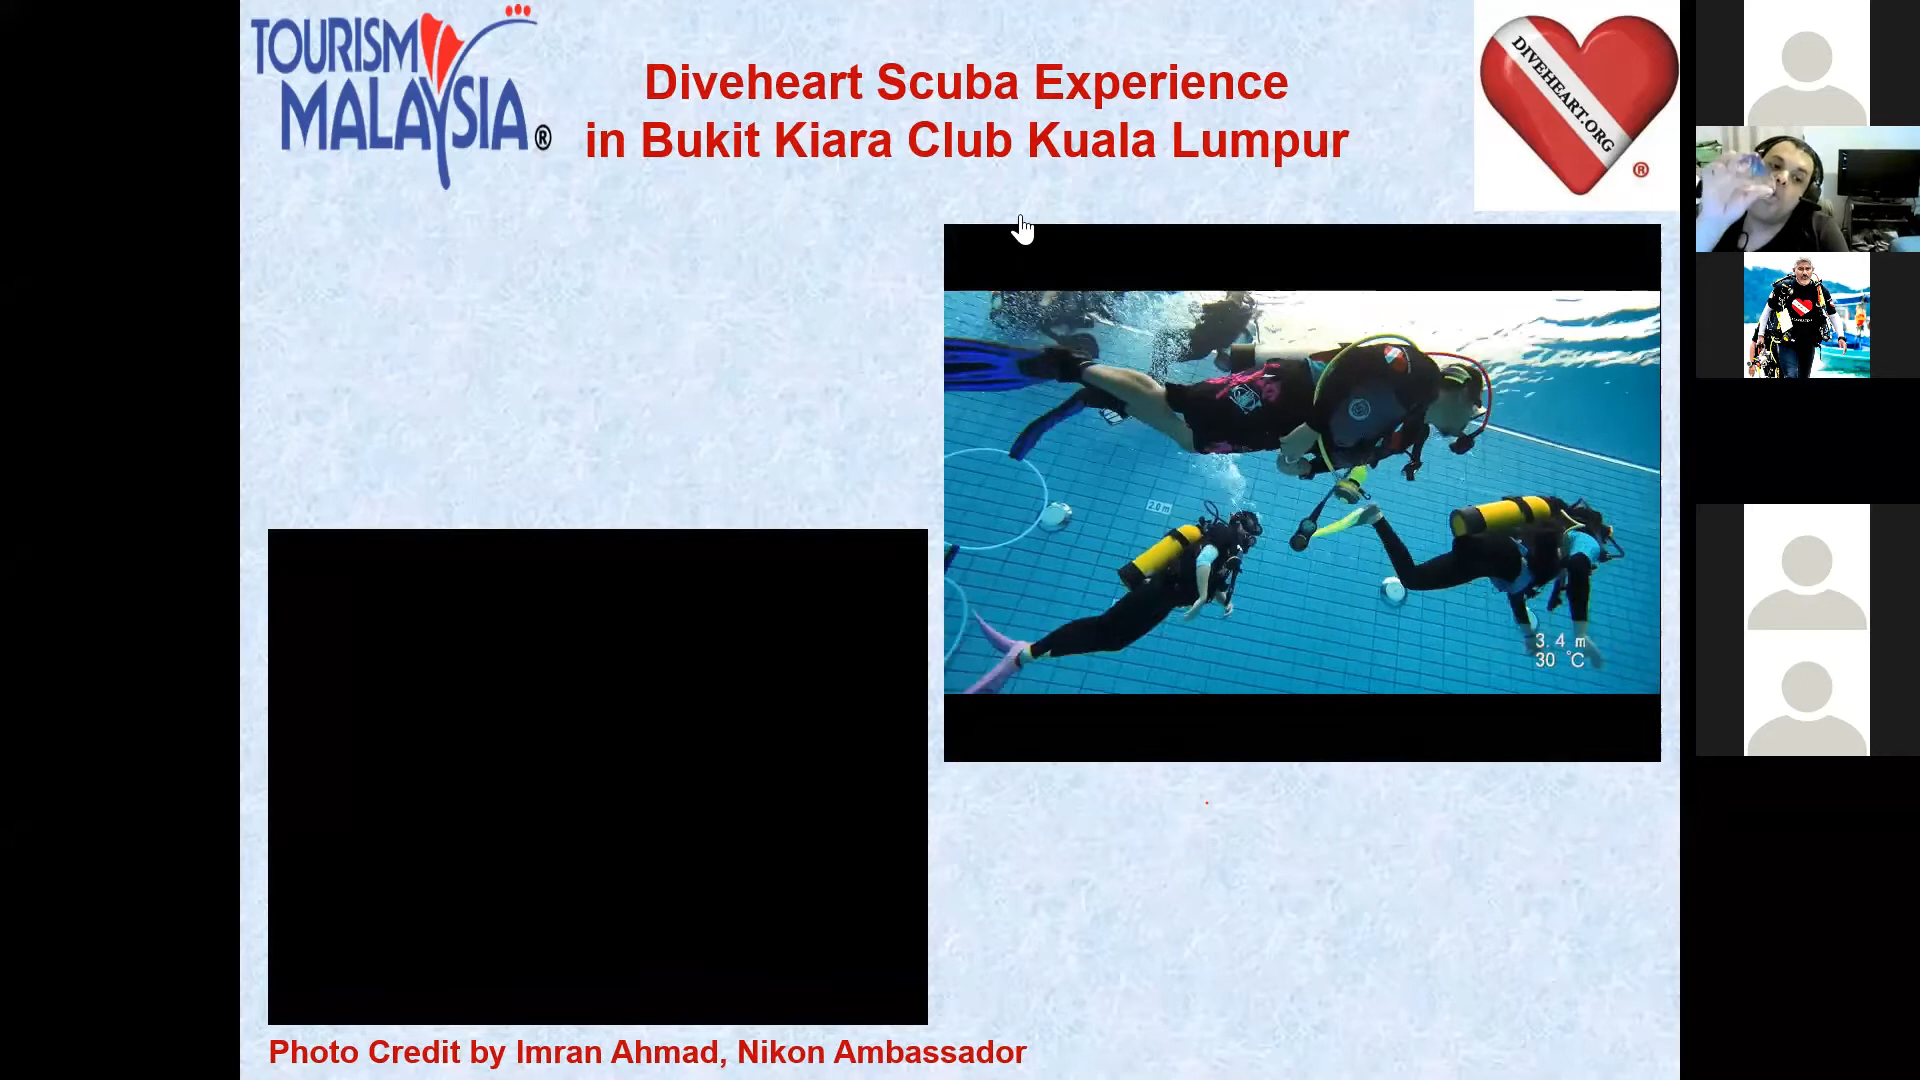 TOURISM
MALAYSIA®
Diveheart Scuba Experience
in Bukit Kiara Club Kuala Lumpur
DIVEHEART.ORG
®
2.0 m
3.4 m
30 °C
Photo Credit by Imran Ahmad, Nikon Ambassador